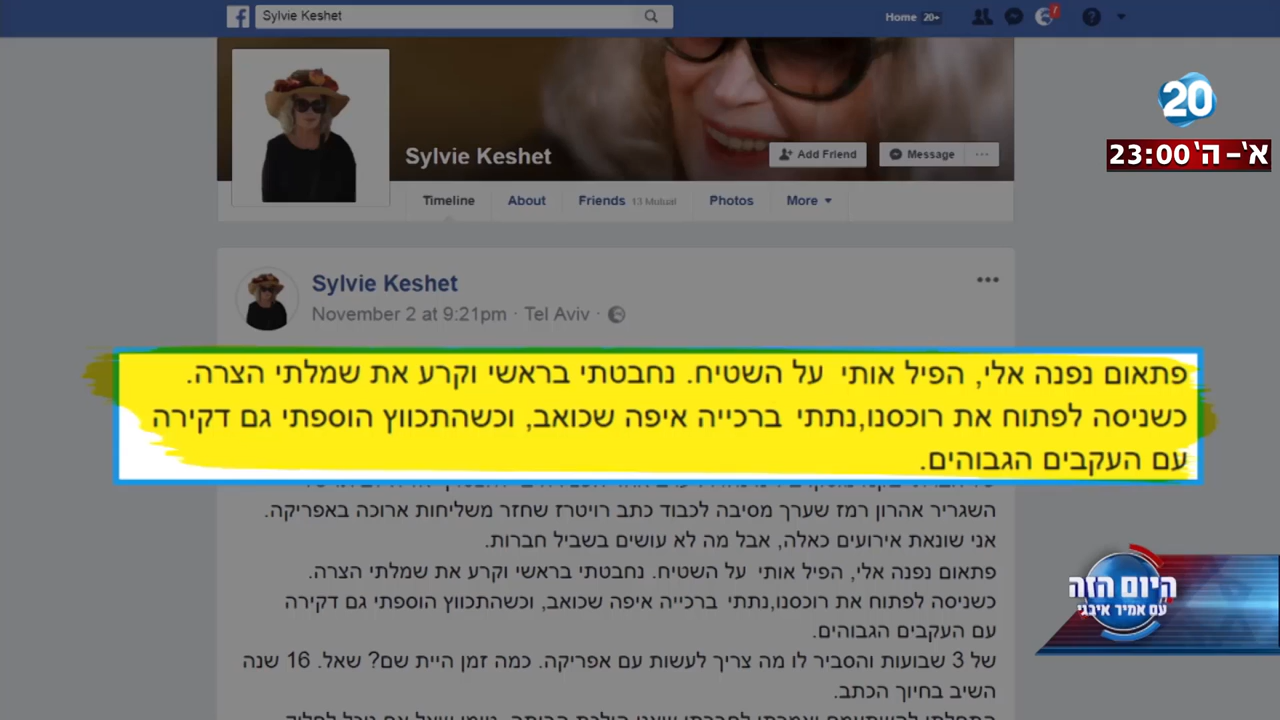 Sylvie Keshet
Home 20+
7
20
א'-ה' 23:00
Sylvie Keshet
Add Friend
Message
Timeline
About
Friends 13 Mutual
Photos
More
Sylvie Keshet
November 2 at 9:21pm · Tel Aviv ·
פתאום נפנה אלי, הפיל אותי על השטיח. נחבטתי בראשי וקרע את שמלתי הצרה.
כשניסה לפתוח את רוכסנו,נתתי ברכייה איפה שכואב, וכשהתכווץ הוספתי גם דקירה
עם העקבים הגבוהים.
השגריר אהרון רמז שערך מסיבה לכבוד כתב רויטרז שחזר משליחות ארוכה באפריקה.
אני שונאת אירועים כאלה, אבל מה לא עושים בשביל חברות.
פתאום נפנה אלי, הפיל אותי על השטיח. נחבטתי בראשי וקרע את שמלתי הצרה.
כשניסה לפתוח את רוכסנו,נתתי ברכייה איפה שכואב, וכשהתכווץ הוספתי גם דקירה
עם העקבים הגבוהים.
של 3 שבועות והסביר לו מה צריך לעשות עם אפריקה. כמה זמן היית שם? שאל. 16 שנה
השיב בחיוך הכתב.
היום הזה
עם אמיר איבגי